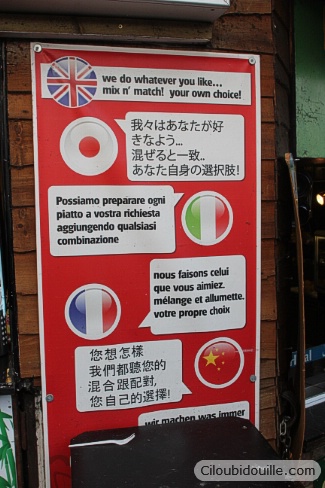 we do whatever you like...
mix n' match!  your own choice!
我々はあなたが好
きなよう...
混ぜると一致..
あなた自身の選択肢!
Possiamo preparare ogni
piatto a vostra richiesta
aggiungendo qualsiasi
combinazione
nous faisons celui
que vous aimiez.
mélange et allumette.
votre propre choix
您想怎樣
我們都聽您的
混合跟配對,
您自己的選擇!
wir machen was immer
Ciloubidouille.com